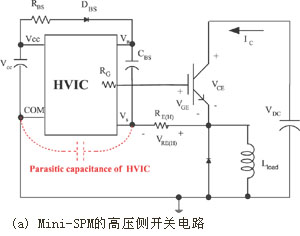 R_BS
D_BS
I_C
Vcc
V_B
V_cc
HVIC
C_BS
R_G
V_CE
V_GE
V_DC
COM
V_s
R_E(H)
V_RE(H)
L_load
Parasitic capacitance of HVIC
(a) Mini-SPM的高压侧开关电路